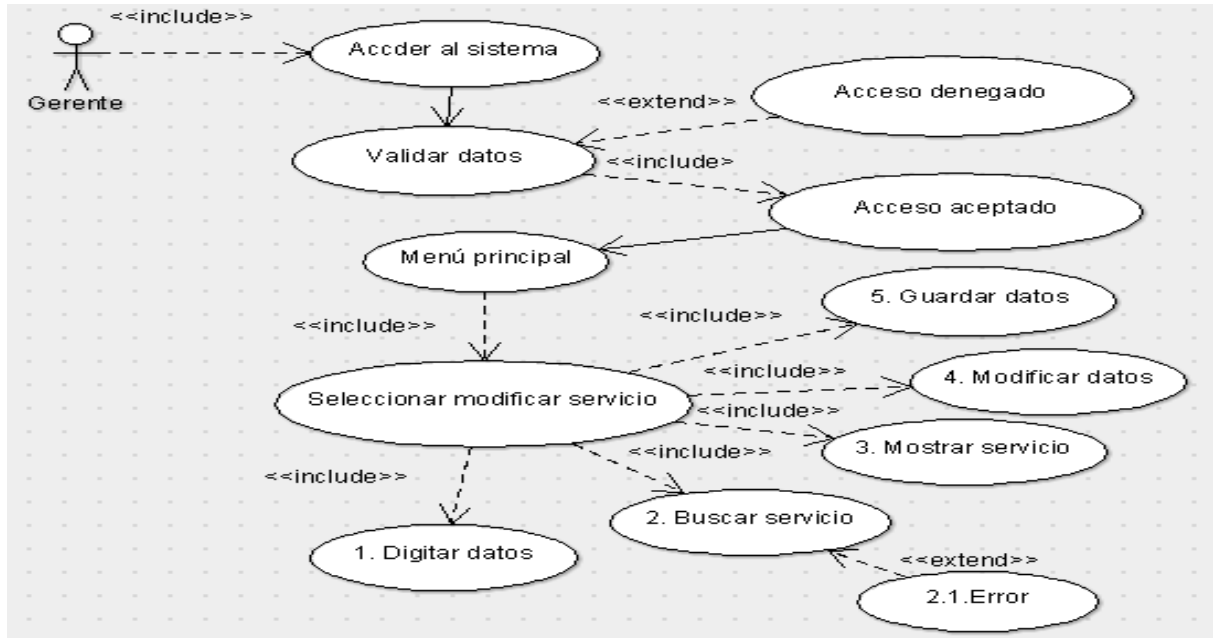 <<include>>
Accder al sistema
Gerente
<<extend>>
Acceso denegado
Validar datos
<<include>
Acceso aceptado
Menú principal
<<include>>
<<include>>
5. Guardar datos
<<include>>
4. Modificar datos
Seleccionar modificar servicio
<<include>>
3. Mostrar servicio
<<include>>
<<include>>
2. Buscar servicio
1. Digitar datos
<<extend>>
2.1.Error